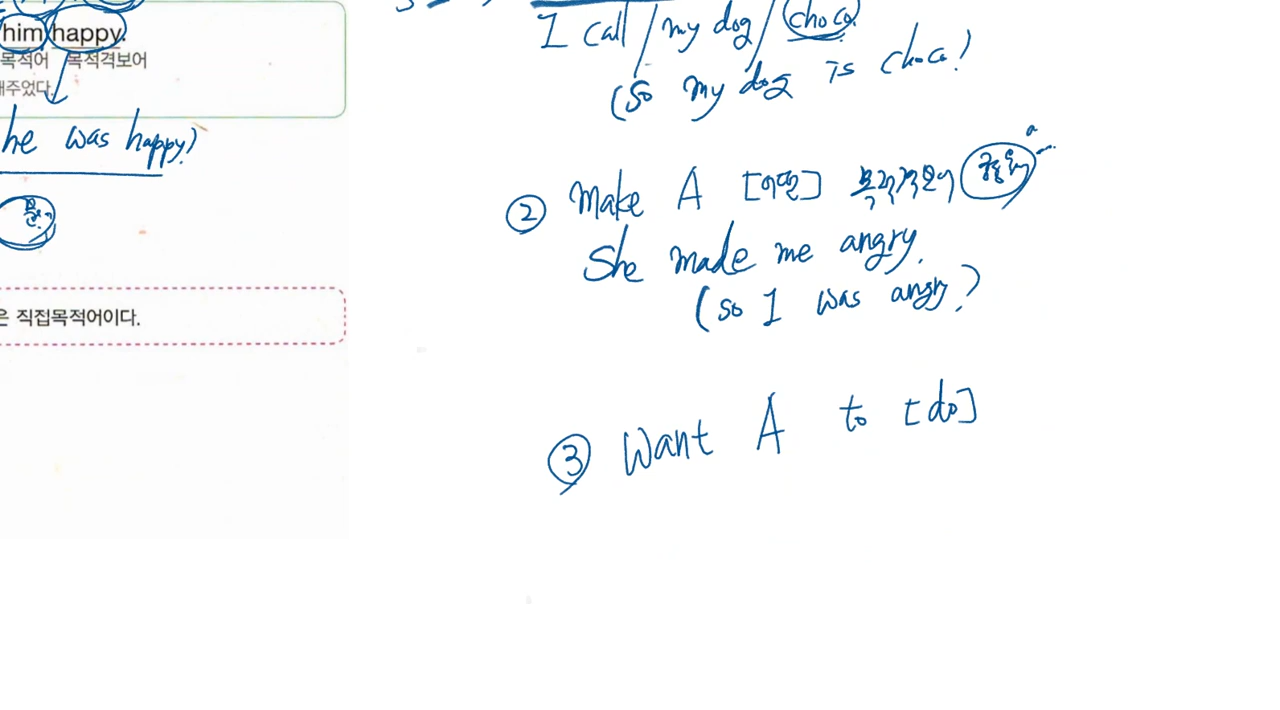 him happy.
목적어 목적격보어
해주었다.
he was happy)
은 직접목적어이다.
I call / my dog / choco
(so my dog is choco!
② make A [어떤] 목적격보어
She made me angry.
(so I was angry?
③ Want A to [do]